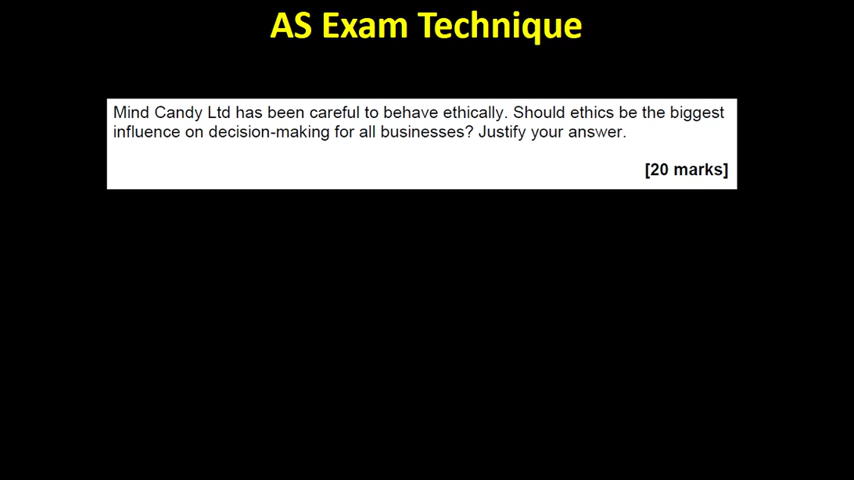 AS Exam Technique
Mind Candy Ltd has been careful to behave ethically. Should ethics be the biggest
influence on decision-making for all businesses? Justify your answer.
[20 marks]